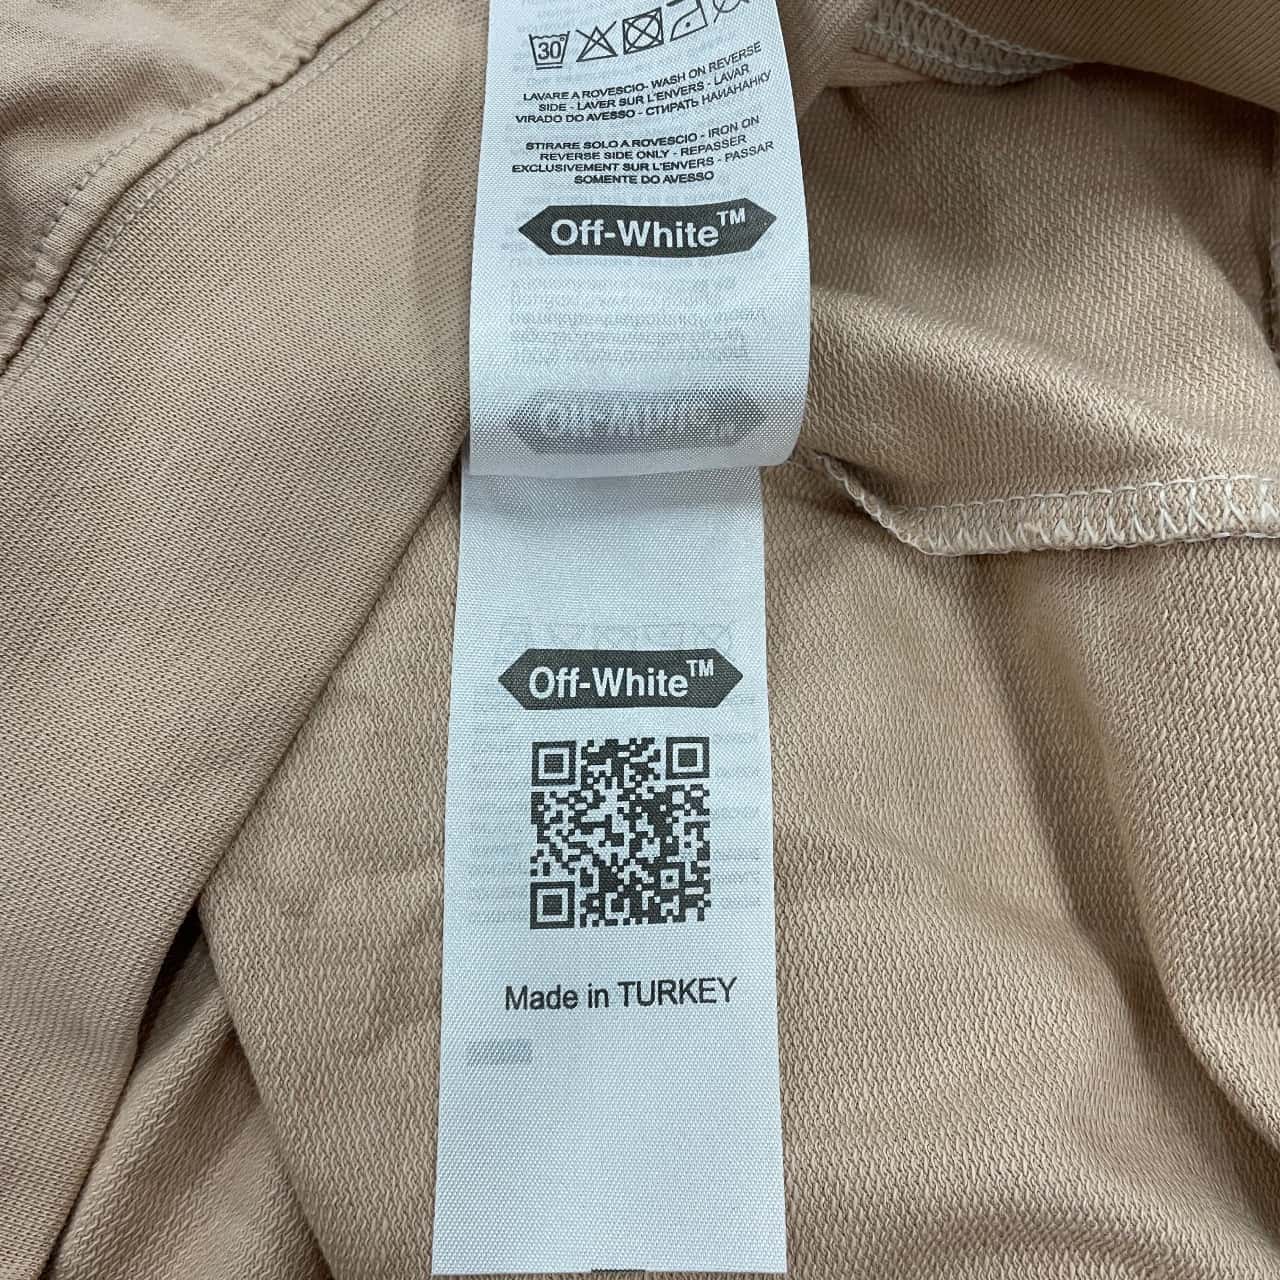 30°
LAVARE A ROVESCIO- WASH ON REVERSE
SIDE - LAVER SUR L'ENVERS - LAVAR
VIRADO DO AVESSO - СТИРАТЬ НАИАНАНКУ
STIRARE SOLO A ROVESCIO - IRON ON
REVERSE SIDE ONLY - REPASSER
EXCLUSIVEMENT SUR L'ENVERS - PASSAR
SOMENTE DO AVESSO
Off-White™
Off-White™
Made in TURKEY